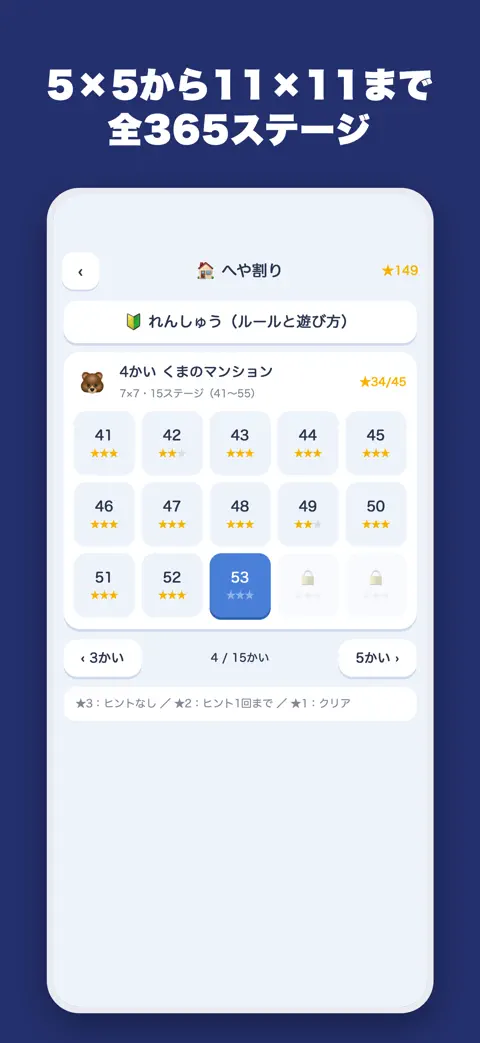 5×5から11×11まで
全365ステージ
‹ へや割り ★149
れんしゅう（ルールと遊び方）
4かい くまのマンション
7×7・15ステージ（41〜55）
★34/45
41 42 43 44 45
★★★ ★★★ ★★★ ★★★ ★★★
46 47 48 49 50
★★★ ★★★ ★★★ ★★★ ★★★
51 52 53
★★★ ★★★ ★★★ ★★★ ★★★
‹ 3かい 4 / 15かい 5かい ›
★3：ヒントなし ／ ★2：ヒント1回まで ／ ★1：クリア